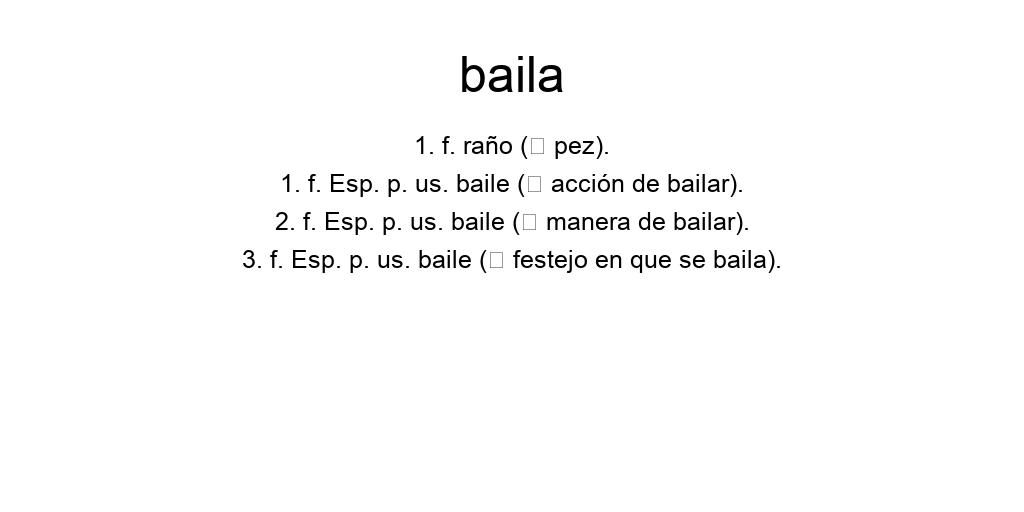 baila
1. f. raño (□ pez).
1. f. Esp. p. us. baile (□ acción de bailar).
2. f. Esp. p. us. baile (□ manera de bailar).
3. f. Esp. p. us. baile (□ festejo en que se baila).